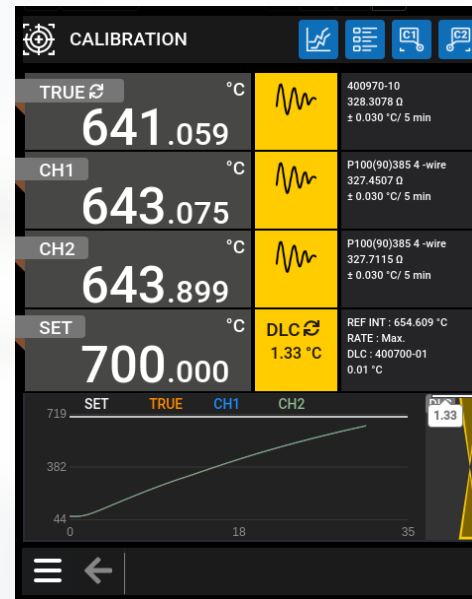 CALIBRATION
C1
C2
TRUE
°C
641.059
400970-10
328.3078 Ω
± 0.030 °C/ 5 min
CH1
°C
643.075
P100(90)385 4 -wire
327.4507 Ω
± 0.030 °C/ 5 min
CH2
°C
643.899
P100(90)385 4 -wire
327.7115 Ω
± 0.030 °C/ 5 min
SET
°C
700.000
DLC
1.33 °C
REF INT : 654.609 °C
RATE : Max.
DLC : 400700-01
0.01 °C
SET TRUE CH1 CH2
719
382
44
0 18 35
1.33